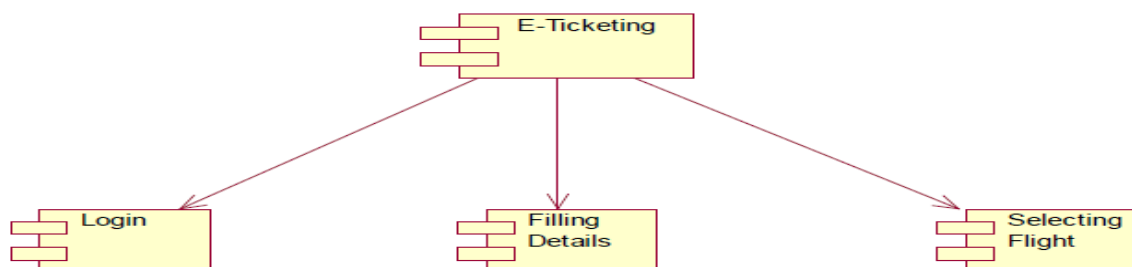 E-Ticketing
Login
Filling
Details
Selecting
Flight